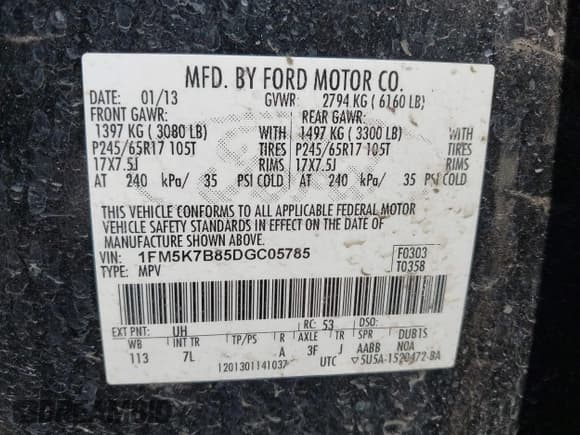 MFD. BY FORD MOTOR CO.
DATE: 01/13 GVWR: 2794 KG ( 6160 LB)
FRONT GAWR: REAR GAWR:
1397 KG ( 3080 LB) WITH 1497 KG ( 3300 LB) WITH
P245/65R17 105T TIRES P245/65R17 105T TIRES
17X7.5J RIMS 17X7.5J RIMS
AT 240 kPa/ 35 PSI COLD AT 240 kPa/ 35 PSI COLD
THIS VEHICLE CONFORMS TO ALL APPLICABLE FEDERAL MOTOR
VEHICLE SAFETY STANDARDS IN EFFECT ON THE DATE OF
MANUFACTURE SHOWN ABOVE.
VIN: 1FM5K7B85DGC05785 F0303
TYPE: MPV T0358
EXT PNT: UH RC: 53 DSO:
WB INT TR TP/PS R AXLE TR SPR DUB1S
113 7L A 3F J AABB NOA
1201301141037 UTC ▽5U5A-1520472-BA
DREAMBID